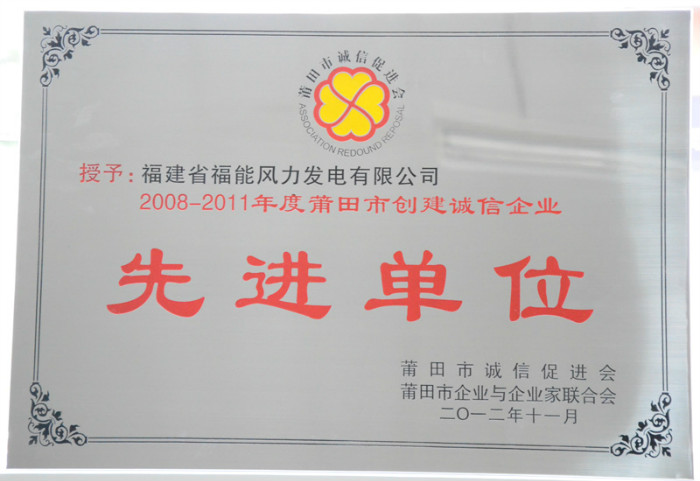 莆田市诚信促进会
ASSOCIATION REDOUND REPOSAL
授予：福建省福能风力发电有限公司
2008-2011年度莆田市创建诚信企业
先进单位
莆田市诚信促进会
莆田市企业与企业家联合会
二〇一二年十一月